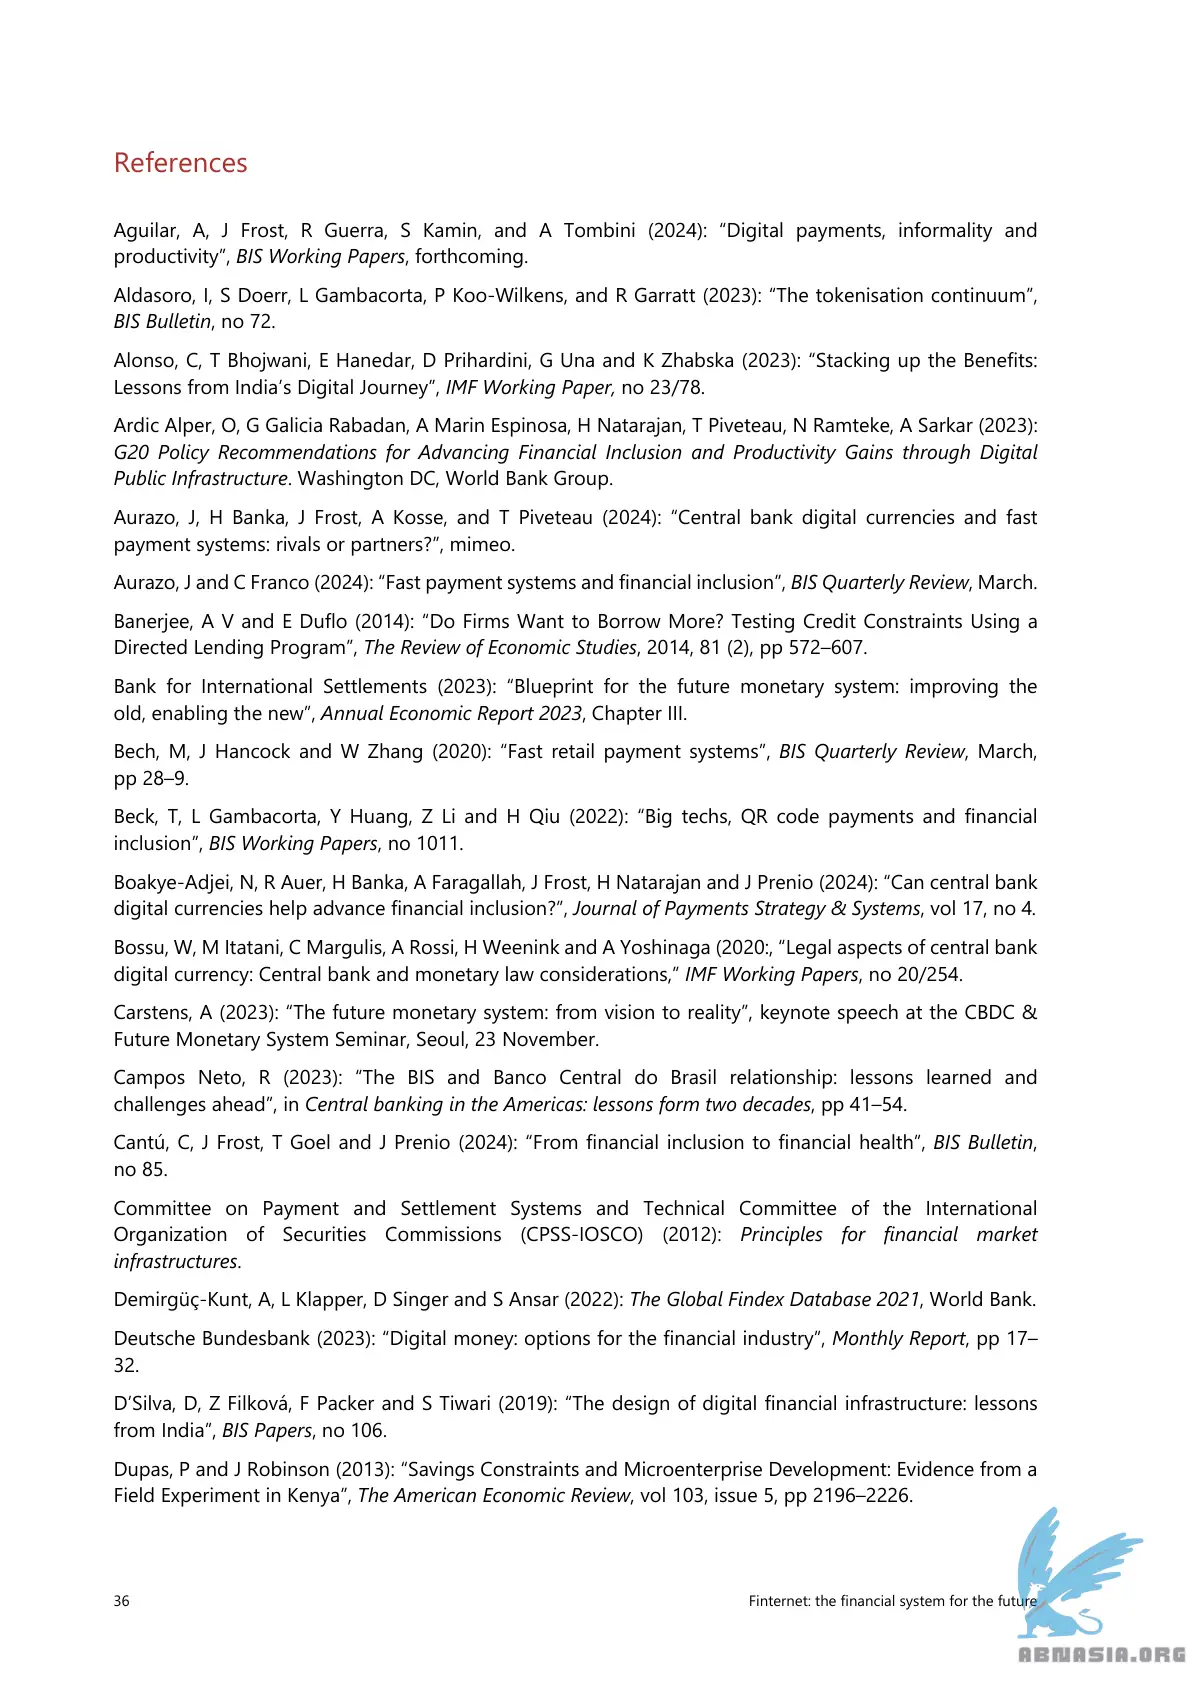 References
Aguilar, A, J Frost, R Guerra, S Kamin, and A Tombini (2024): “Digital payments, informality and
productivity”, BIS Working Papers, forthcoming.
Aldasoro, I, S Doerr, L Gambacorta, P Koo-Wilkens, and R Garratt (2023): “The tokenisation continuum”,
BIS Bulletin, no 72.
Alonso, C, T Bhojwani, E Hanedar, D Prihardini, G Una and K Zhabska (2023): “Stacking up the Benefits:
Lessons from India’s Digital Journey”, IMF Working Paper, no 23/78.
Ardic Alper, O, G Galicia Rabadan, A Marin Espinosa, H Natarajan, T Piveteau, N Ramteke, A Sarkar (2023):
G20 Policy Recommendations for Advancing Financial Inclusion and Productivity Gains through Digital
Public Infrastructure. Washington DC, World Bank Group.
Aurazo, J, H Banka, J Frost, A Kosse, and T Piveteau (2024): “Central bank digital currencies and fast
payment systems: rivals or partners?”, mimeo.
Aurazo, J and C Franco (2024): “Fast payment systems and financial inclusion”, BIS Quarterly Review, March.
Banerjee, A V and E Duflo (2014): “Do Firms Want to Borrow More? Testing Credit Constraints Using a
Directed Lending Program”, The Review of Economic Studies, 2014, 81 (2), pp 572–607.
Bank for International Settlements (2023): “Blueprint for the future monetary system: improving the
old, enabling the new”, Annual Economic Report 2023, Chapter III.
Bech, M, J Hancock and W Zhang (2020): “Fast retail payment systems”, BIS Quarterly Review, March,
pp 28–9.
Beck, T, L Gambacorta, Y Huang, Z Li and H Qiu (2022): “Big techs, QR code payments and financial
inclusion”, BIS Working Papers, no 1011.
Boakye-Adjei, N, R Auer, H Banka, A Faragallah, J Frost, H Natarajan and J Prenio (2024): “Can central bank
digital currencies help advance financial inclusion?”, Journal of Payments Strategy & Systems, vol 17, no 4.
Bossu, W, M Itatani, C Margulis, A Rossi, H Weenink and A Yoshinaga (2020:, “Legal aspects of central bank
digital currency: Central bank and monetary law considerations,” IMF Working Papers, no 20/254.
Carstens, A (2023): “The future monetary system: from vision to reality”, keynote speech at the CBDC &
Future Monetary System Seminar, Seoul, 23 November.
Campos Neto, R (2023): “The BIS and Banco Central do Brasil relationship: lessons learned and
challenges ahead”, in Central banking in the Americas: lessons form two decades, pp 41–54.
Cantú, C, J Frost, T Goel and J Prenio (2024): “From financial inclusion to financial health”, BIS Bulletin,
no 85.
Committee on Payment and Settlement Systems and Technical Committee of the International
Organization of Securities Commissions (CPSS-IOSCO) (2012): Principles for financial market
infrastructures.
Demirgüç-Kunt, A, L Klapper, D Singer and S Ansar (2022): The Global Findex Database 2021, World Bank.
Deutsche Bundesbank (2023): “Digital money: options for the financial industry”, Monthly Report, pp 17–
32.
D’Silva, D, Z Filková, F Packer and S Tiwari (2019): “The design of digital financial infrastructure: lessons
from India”, BIS Papers, no 106.
Dupas, P and J Robinson (2013): “Savings Constraints and Microenterprise Development: Evidence from a
Field Experiment in Kenya”, The American Economic Review, vol 103, issue 5, pp 2196–2226.
36
Finternet: the financial system for the future
ABNASIA.ORG